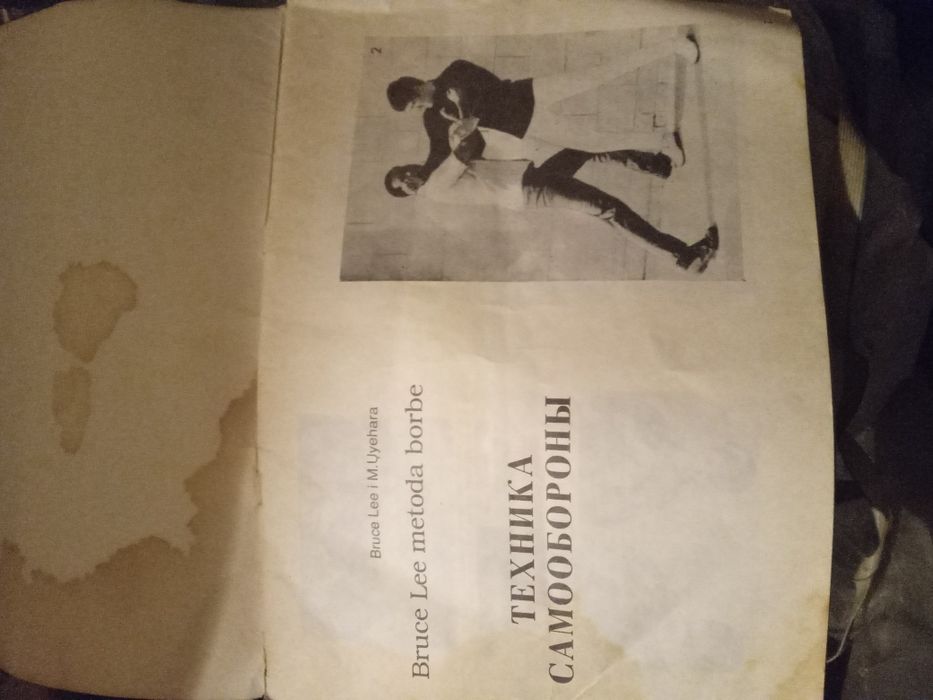 Bruce Lee i M.Uyehara
Bruce Lee metoda borbe
ТЕХНИКА
САМООБОРОНЫ
2